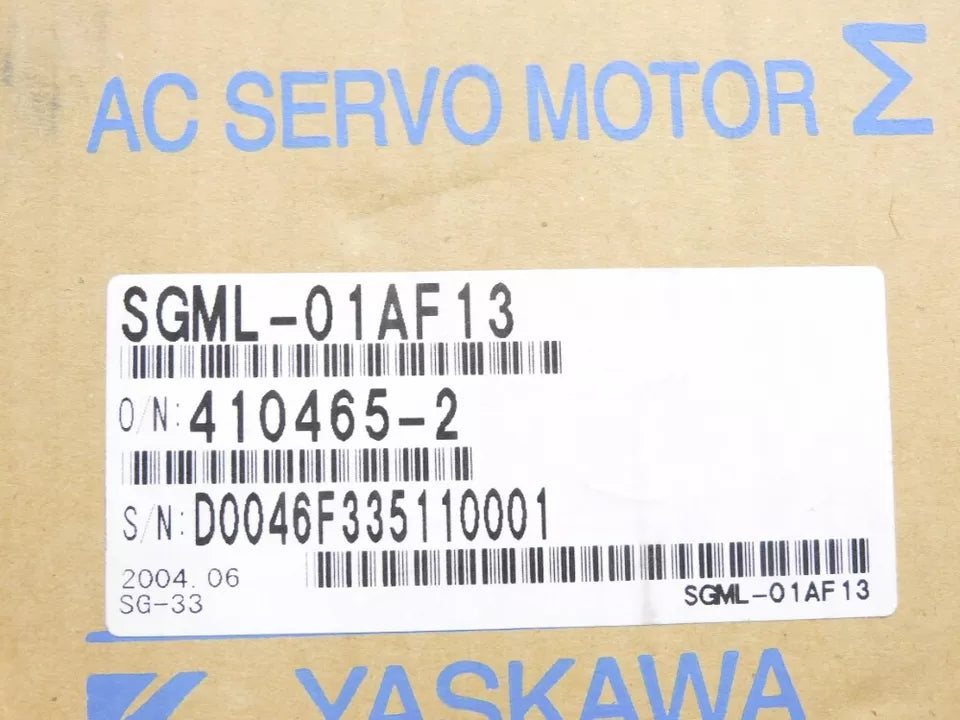 AC SERVO MOTOR Σ
SGML-01AF13
O/N: 410465-2
S/N: D0046F335110001
2004.06
SG-33
SGML-01AF13
YASKAWA